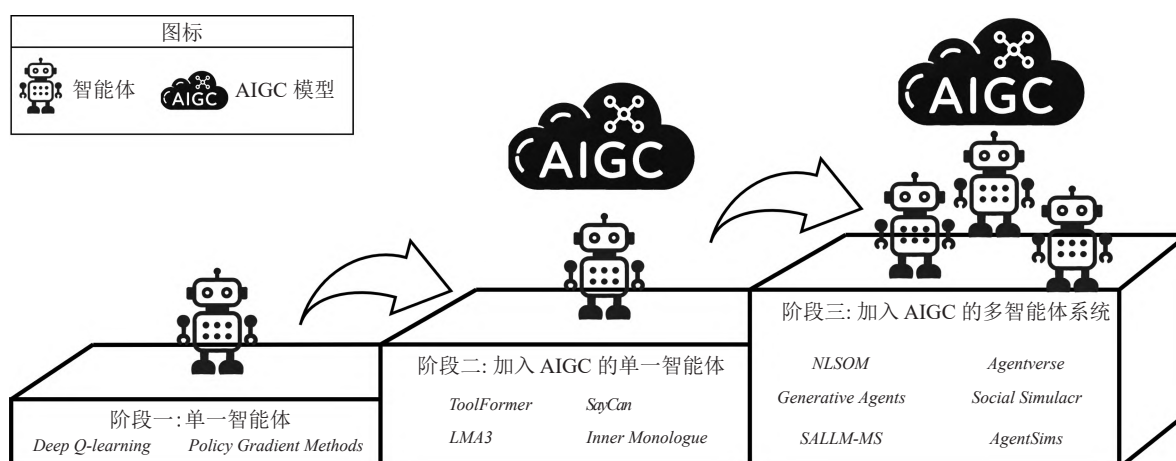 图标
智能体
AIGC
AIGC 模型
AIGC
AIGC
阶段一: 单一智能体
Deep Q-learning Policy Gradient Methods
阶段二: 加入 AIGC 的单一智能体
ToolFormer SayCan
LMA3 Inner Monologue
阶段三: 加入 AIGC 的多智能体系统
NLSOM Agentverse
Generative Agents Social Simulacr
SALLM-MS AgentSims